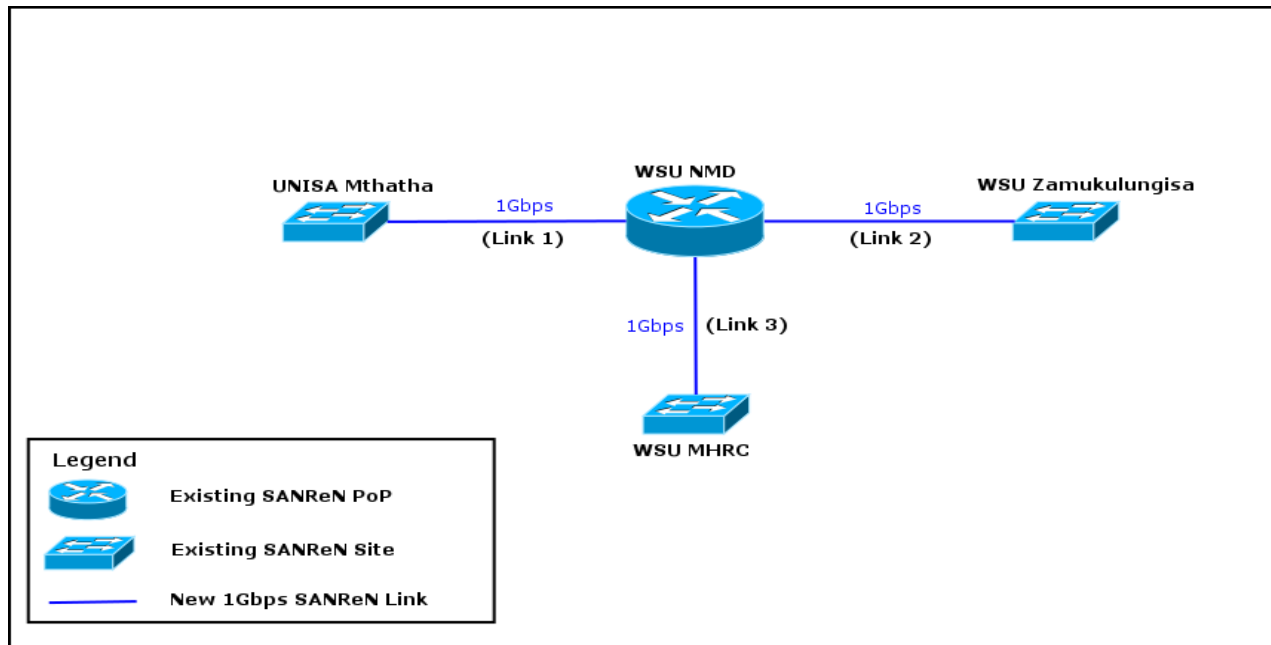 WSU NMD
UNISA Mthatha
WSU Zamukulungisa
1Gbps
1Gbps
(Link 1)
(Link 2)
1Gbps
(Link 3)
WSU MHRC
Legend
Existing SANReN PoP
Existing SANReN Site
New 1Gbps SANReN Link